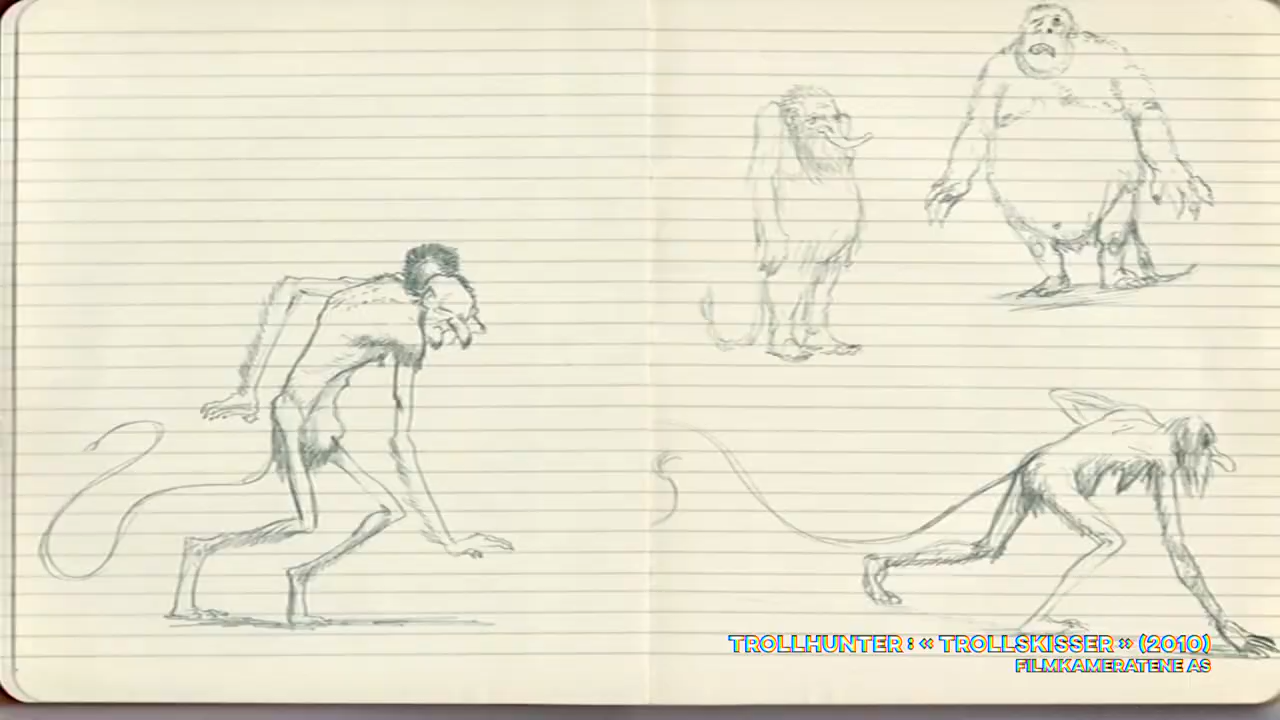 TROLLHUNTER : « TROLLSKISSER » (2010)
FILMKAMERATENE AS